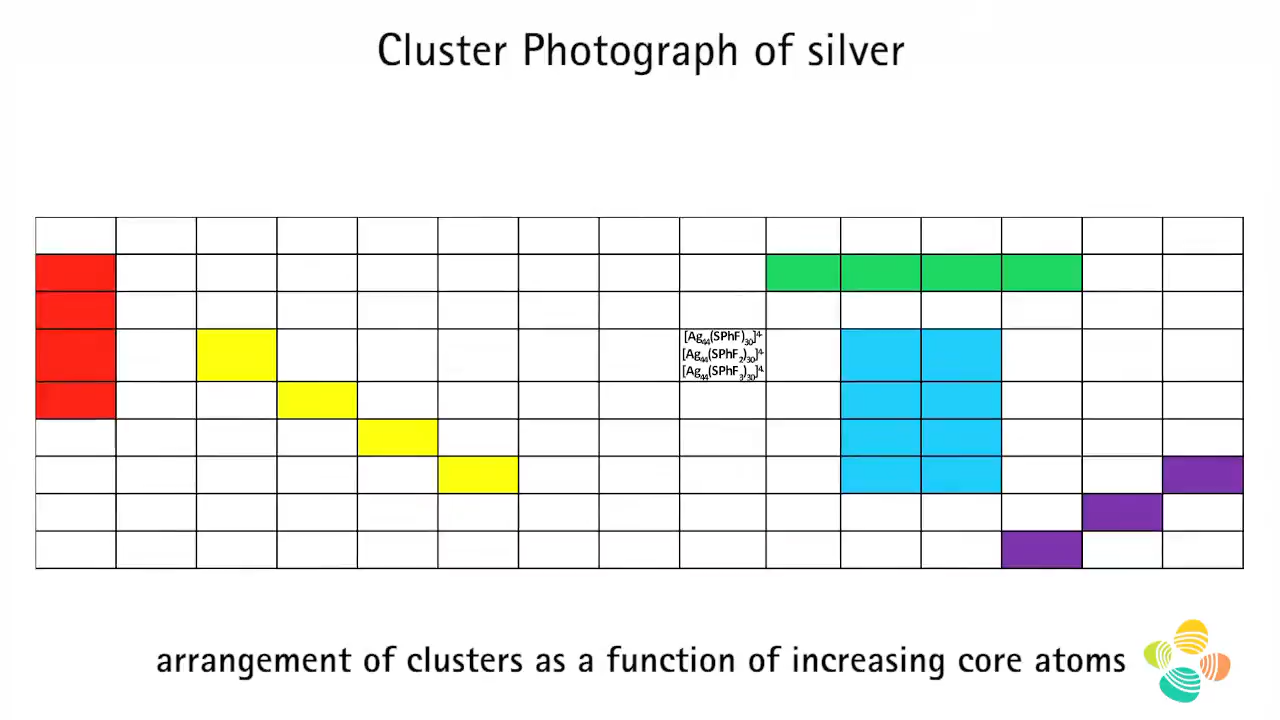 Cluster Photograph of silver
[Ag44(SPhF)30]4-
[Ag44(SPhF2)30]4-
[Ag44(SPhF3)30]4-
arrangement of clusters as a function of increasing core atoms